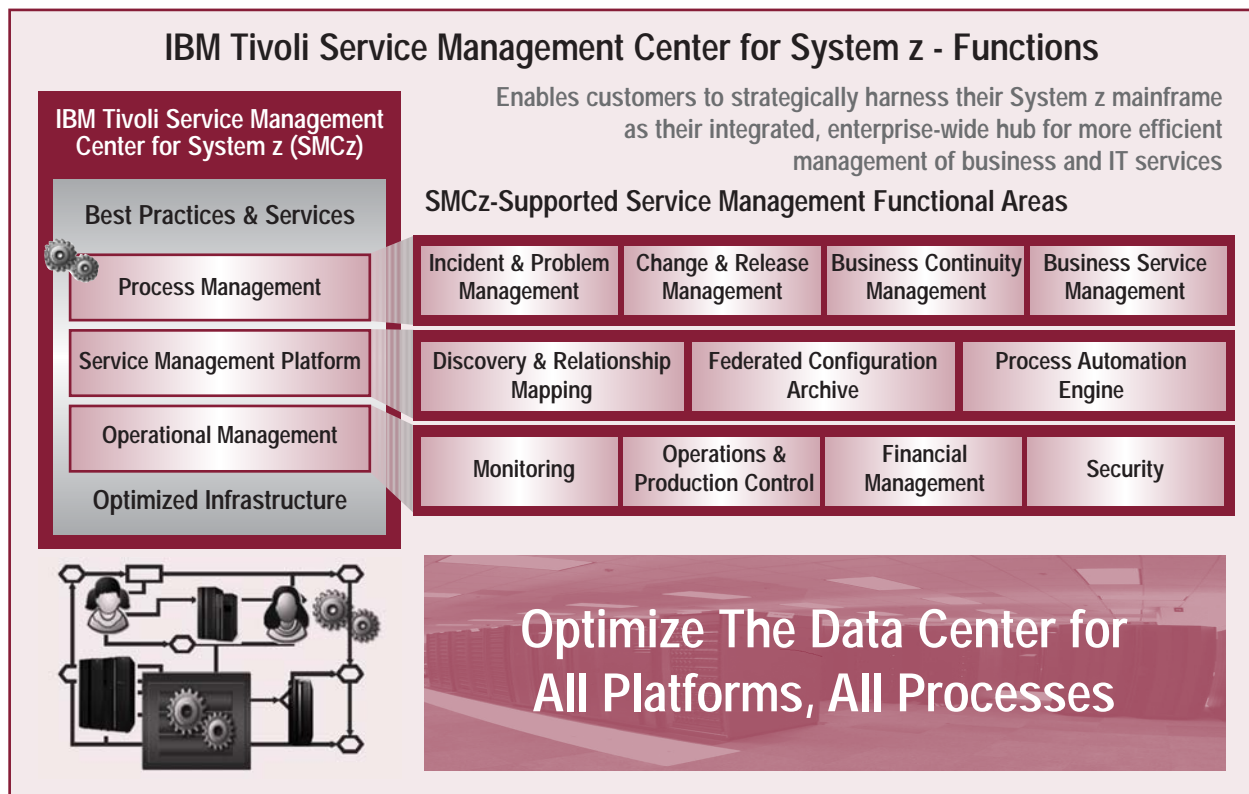 IBM Tivoli Service Management Center for System z - Functions
IBM Tivoli Service Management
Center for System z (SMCz)
Best Practices & Services
Process Management
Service Management Platform
Operational Management
Optimized Infrastructure
Enables customers to strategically harness their System z mainframe
as their integrated, enterprise-wide hub for more efficient
management of business and IT services
SMCz-Supported Service Management Functional Areas
Incident & Problem
Management
Change & Release
Management
Business Continuity
Management
Business Service
Management
Discovery & Relationship
Mapping
Federated Configuration
Archive
Process Automation
Engine
Monitoring
Operations &
Production Control
Financial
Management
Security
Optimize The Data Center for
All Platforms, All Processes